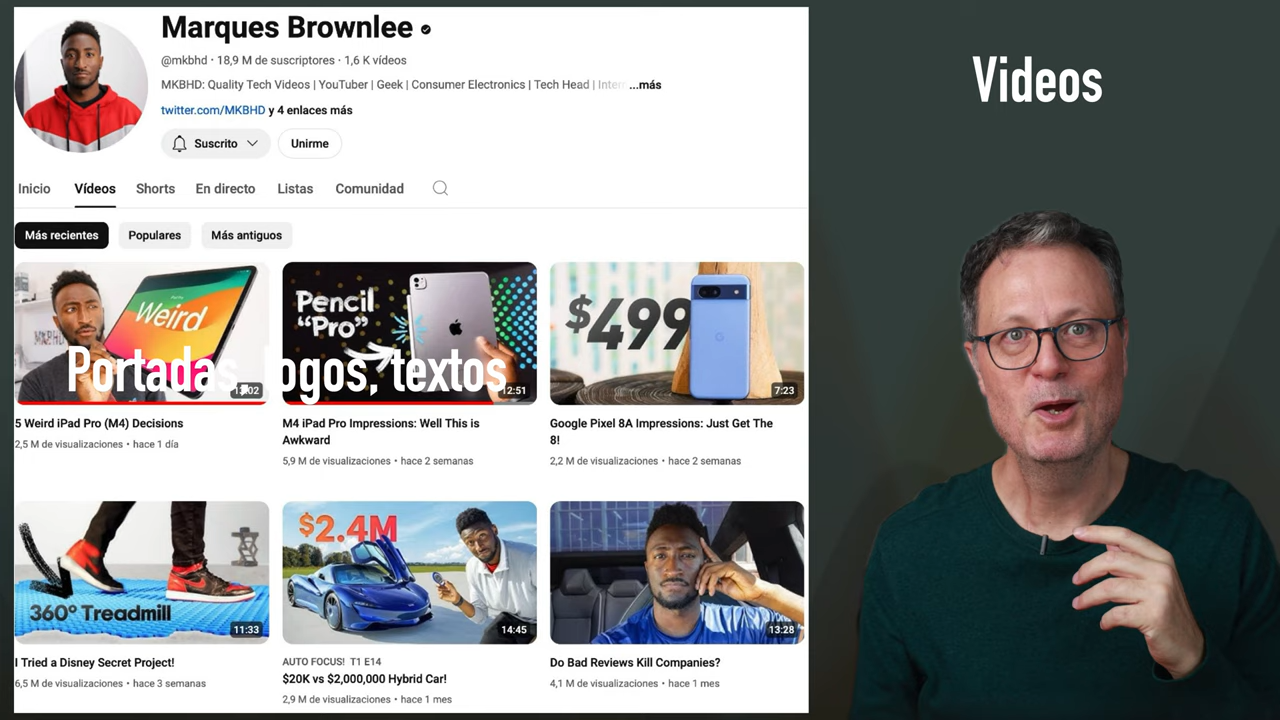 Marques Brownlee
@mkbhd · 18,9 M de suscriptores · 1,6 K vídeos
MKBHD: Quality Tech Videos | YouTuber | Geek | Consumer Electronics | Tech Head | Inter ...más
twitter.com/MKBHD y 4 enlaces más
Suscrito
Unirme
Inicio Vídeos Shorts En directo Listas Comunidad
Más recientes Populares Más antiguos
Weird
Pencil
“Pro”
12:51
$499
7:23
5 Weird iPad Pro (M4) Decisions
2,5 M de visualizaciones • hace 1 día
M4 iPad Pro Impressions: Well This is
Awkward
5,9 M de visualizaciones • hace 2 semanas
Google Pixel 8A Impressions: Just Get The
8!
2,2 M de visualizaciones • hace 2 semanas
360° Treadmill
11:33
$2.4M
14:45
13:28
I Tried a Disney Secret Project!
6,5 M de visualizaciones • hace 3 semanas
AUTO FOCUS! T1 E14
$20K vs $2,000,000 Hybrid Car!
2,9 M de visualizaciones • hace 1 mes
Do Bad Reviews Kill Companies?
4,1 M de visualizaciones • hace 1 mes
Portadas, logos, textos
Videos